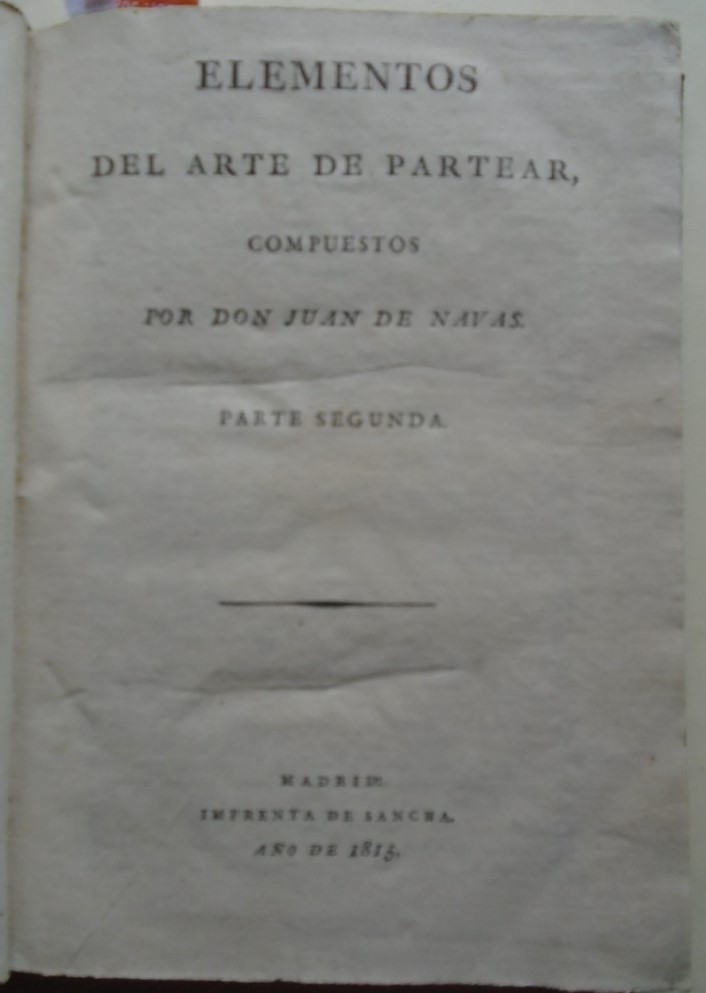 ELEMENTOS
DEL ARTE DE PARTEAR,
COMPUESTOS
POR DON JUAN DE NAVAS.
PARTE SEGUNDA
MADRID:
IMPRENTA DE SANCHA.
AÑO DE 1815.